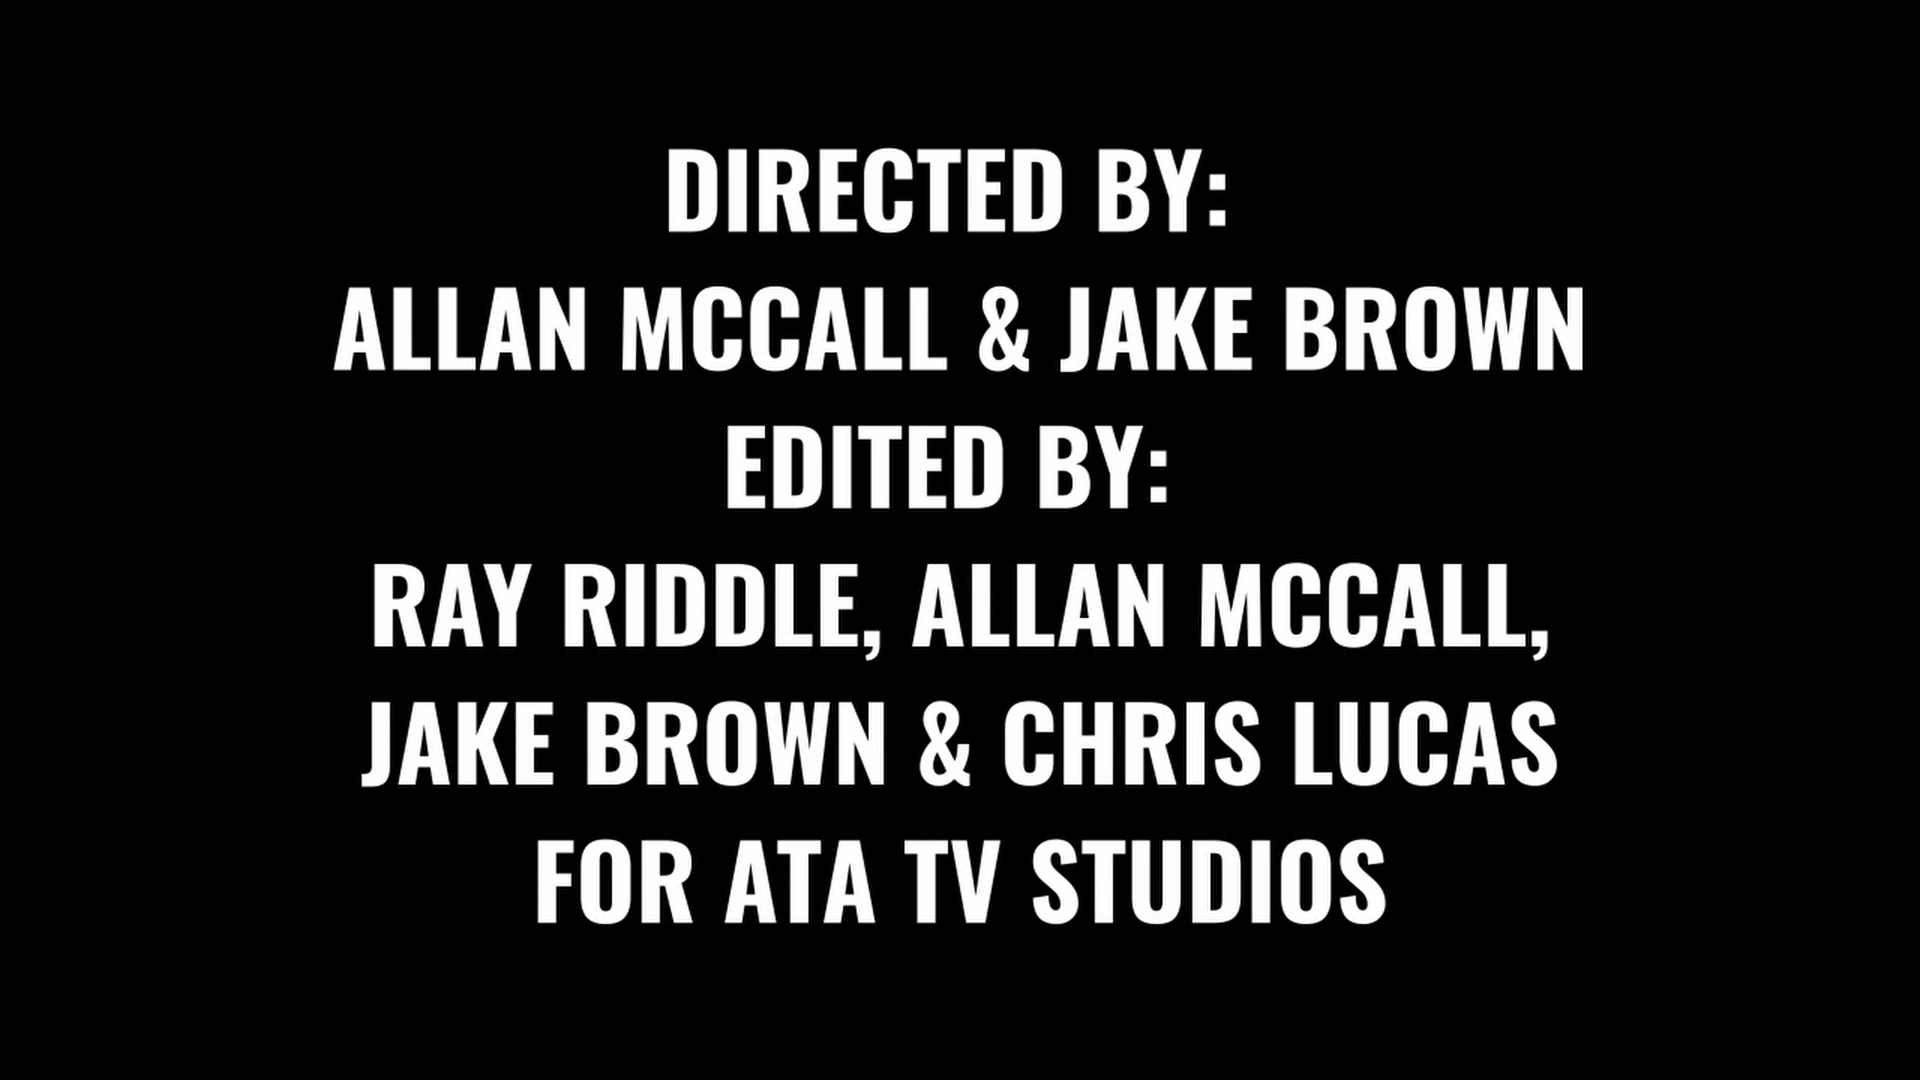 DIRECTED BY:
ALLAN MCCALL & JAKE BROWN
EDITED BY:
RAY RIDDLE, ALLAN MCCALL,
JAKE BROWN & CHRIS LUCAS
FOR ATA TV STUDIOS